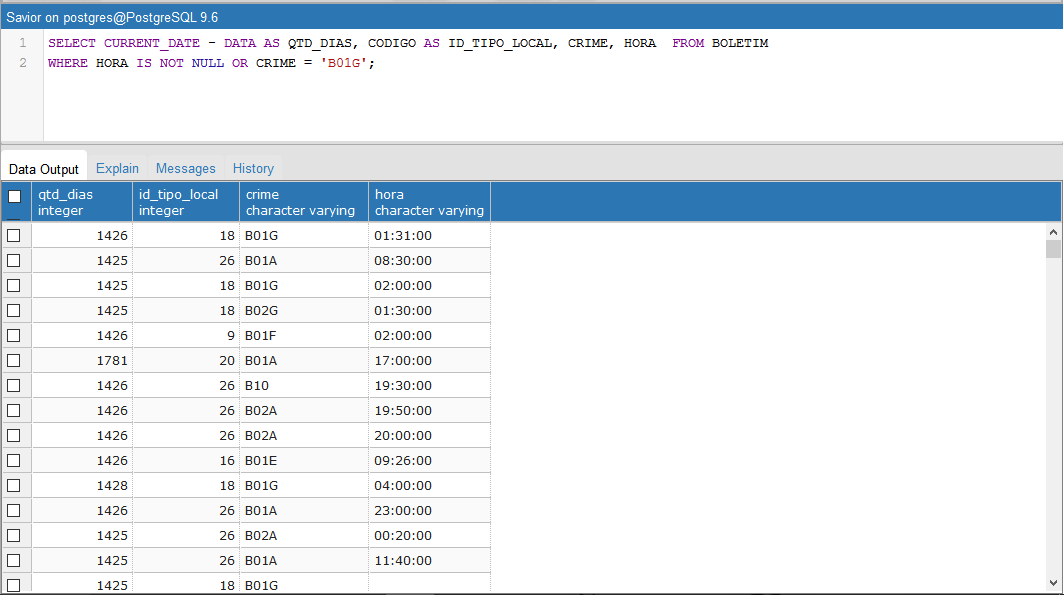 Savior on postgres@PostgreSQL 9.6
1 SELECT CURRENT_DATE - DATA AS QTD_DIAS, CODIGO AS ID_TIPO_LOCAL, CRIME, HORA  FROM BOLETIM
2 WHERE HORA IS NOT NULL OR CRIME = 'B01G';
Data Output Explain Messages History
qtd_dias id_tipo_local crime hora
integer integer character varying character varying
1426 18 B01G 01:31:00
1425 26 B01A 08:30:00
1425 18 B01G 02:00:00
1425 18 B02G 01:30:00
1426 9 B01F 02:00:00
1781 20 B01A 17:00:00
1426 26 B10 19:30:00
1426 26 B02A 19:50:00
1426 26 B02A 20:00:00
1426 16 B01E 09:26:00
1428 18 B01G 04:00:00
1426 26 B01A 23:00:00
1425 26 B02A 00:20:00
1425 26 B01A 11:40:00
1425 18 B01G